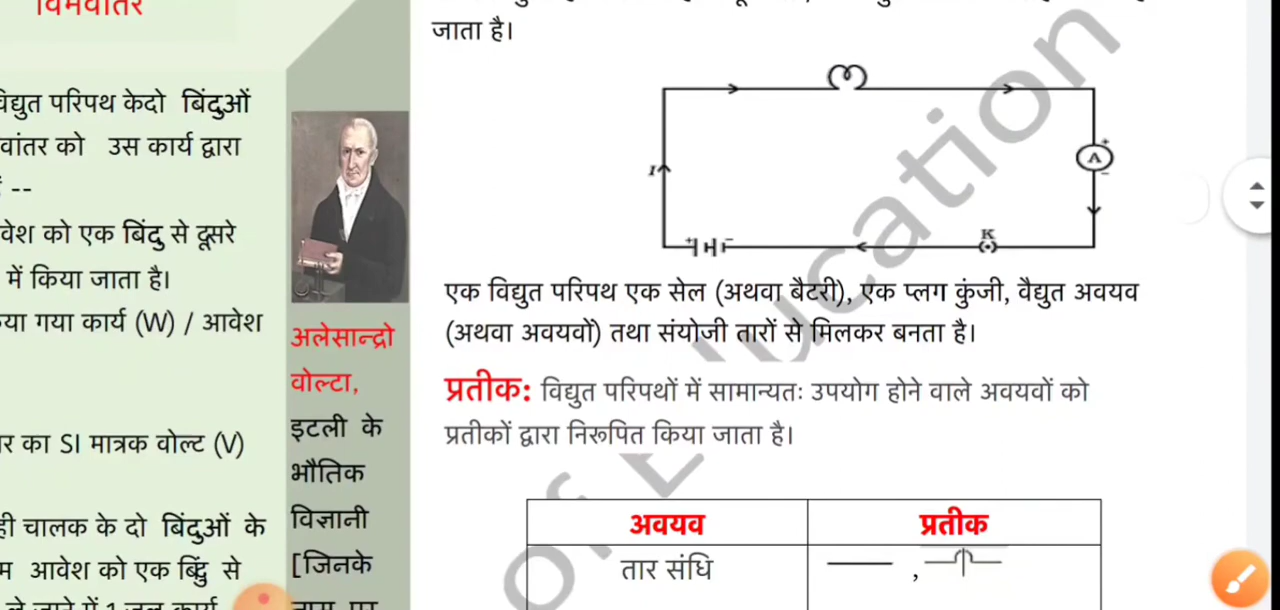 विभवांतर
विद्युत परिपथ केदो बिंदुओं
उस कार्य द्वारा
--
को एक बिंदु से दूसरे
में किया जाता है।
गया कार्य (W) / आवेश
का SI मात्रक वोल्ट (V)
ही चालक के दो बिंदुओं के
आवेश को एक बिंदु से
अलेसान्द्रो
वोल्टा,
इटली के
भौतिक
विज्ञानी
[जिनके
जाता है।
I
+
A
–
+
–
K
एक विद्युत परिपथ एक सेल (अथवा बैटरी), एक प्लग कुंजी, वैद्युत अवयव
(अथवा अवयवों) तथा संयोजी तारों से मिलकर बनता है।
प्रतीक: विद्युत परिपथों में सामान्यतः उपयोग होने वाले अवयवों को
प्रतीकों द्वारा निरूपित किया जाता है।
अवयव प्रतीक
तार संधि ,
of Education